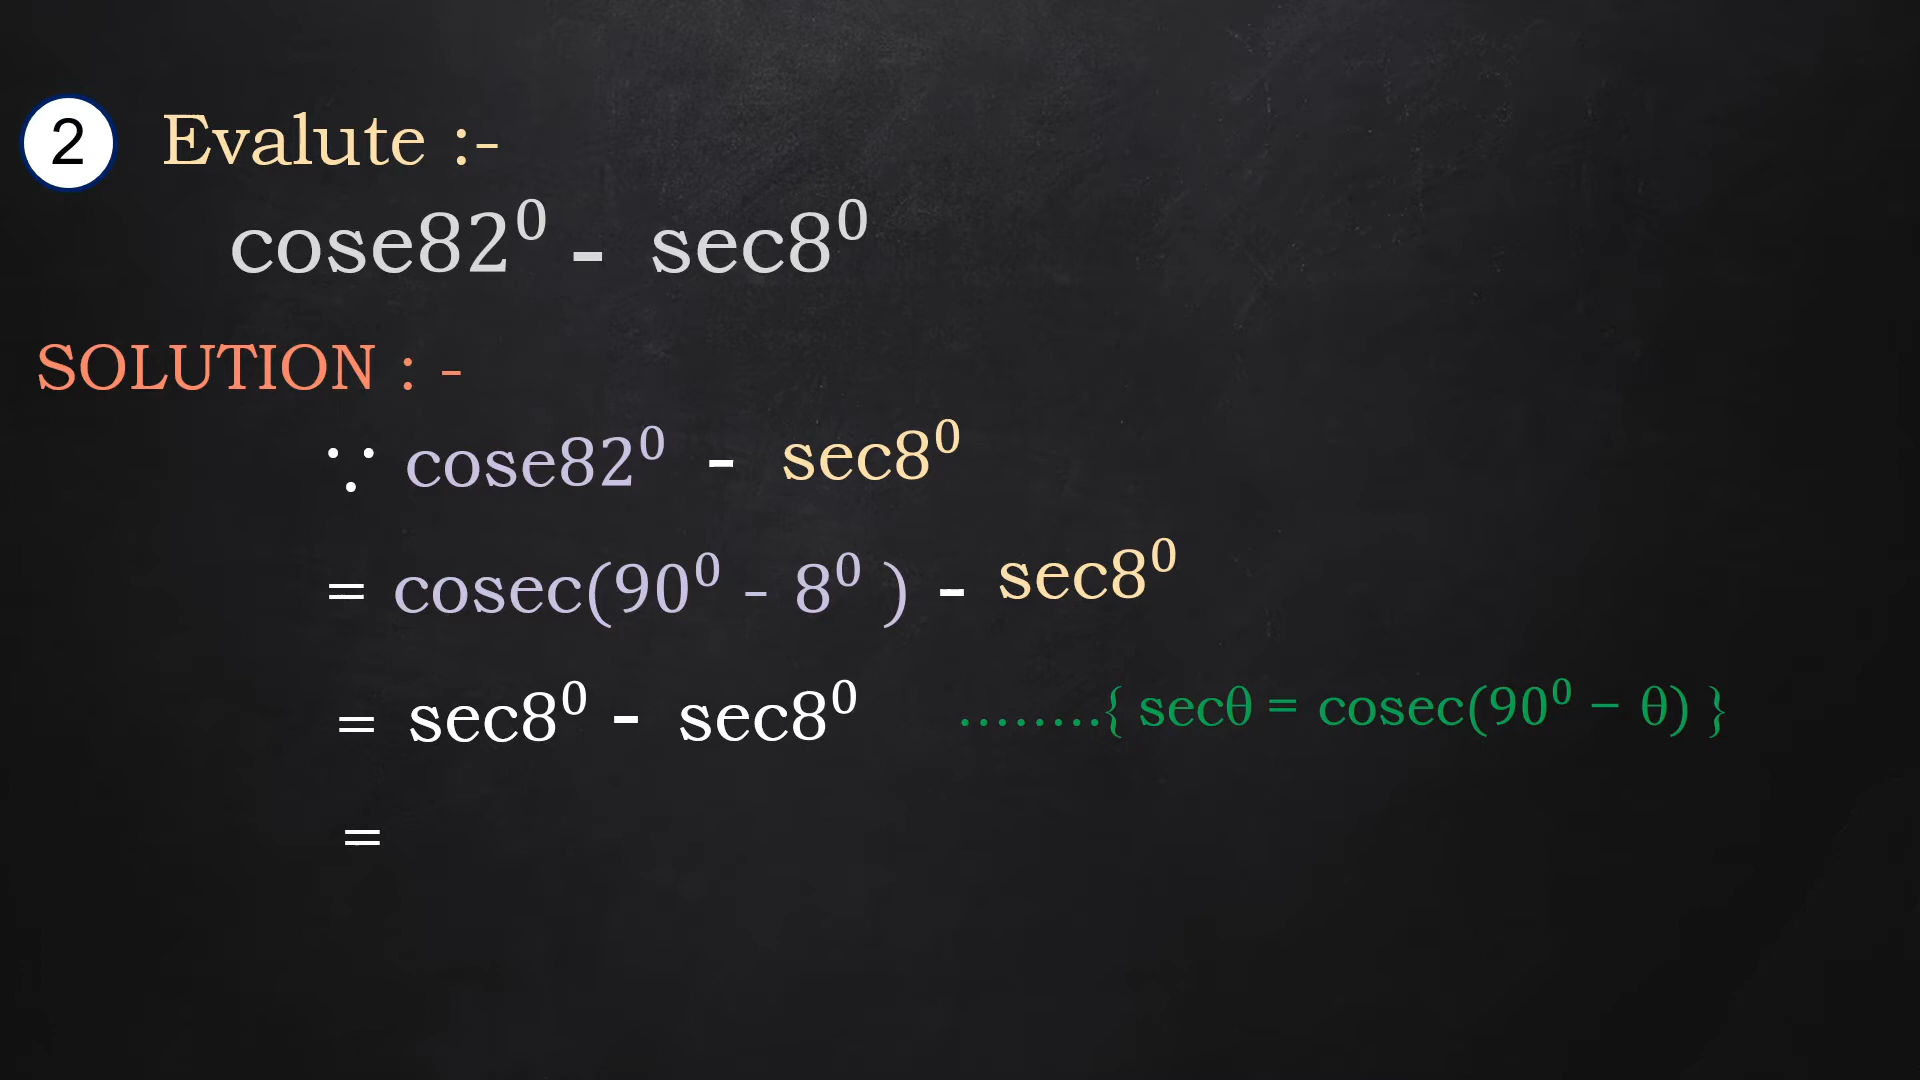 2 Evalute :-
cose82⁰ - sec8⁰
SOLUTION : -
∵ cose82⁰ - sec8⁰
= cosec(90⁰ - 8⁰ ) - sec8⁰
= sec8⁰ - sec8⁰ ........{ secθ = cosec(90⁰ − θ) }
=